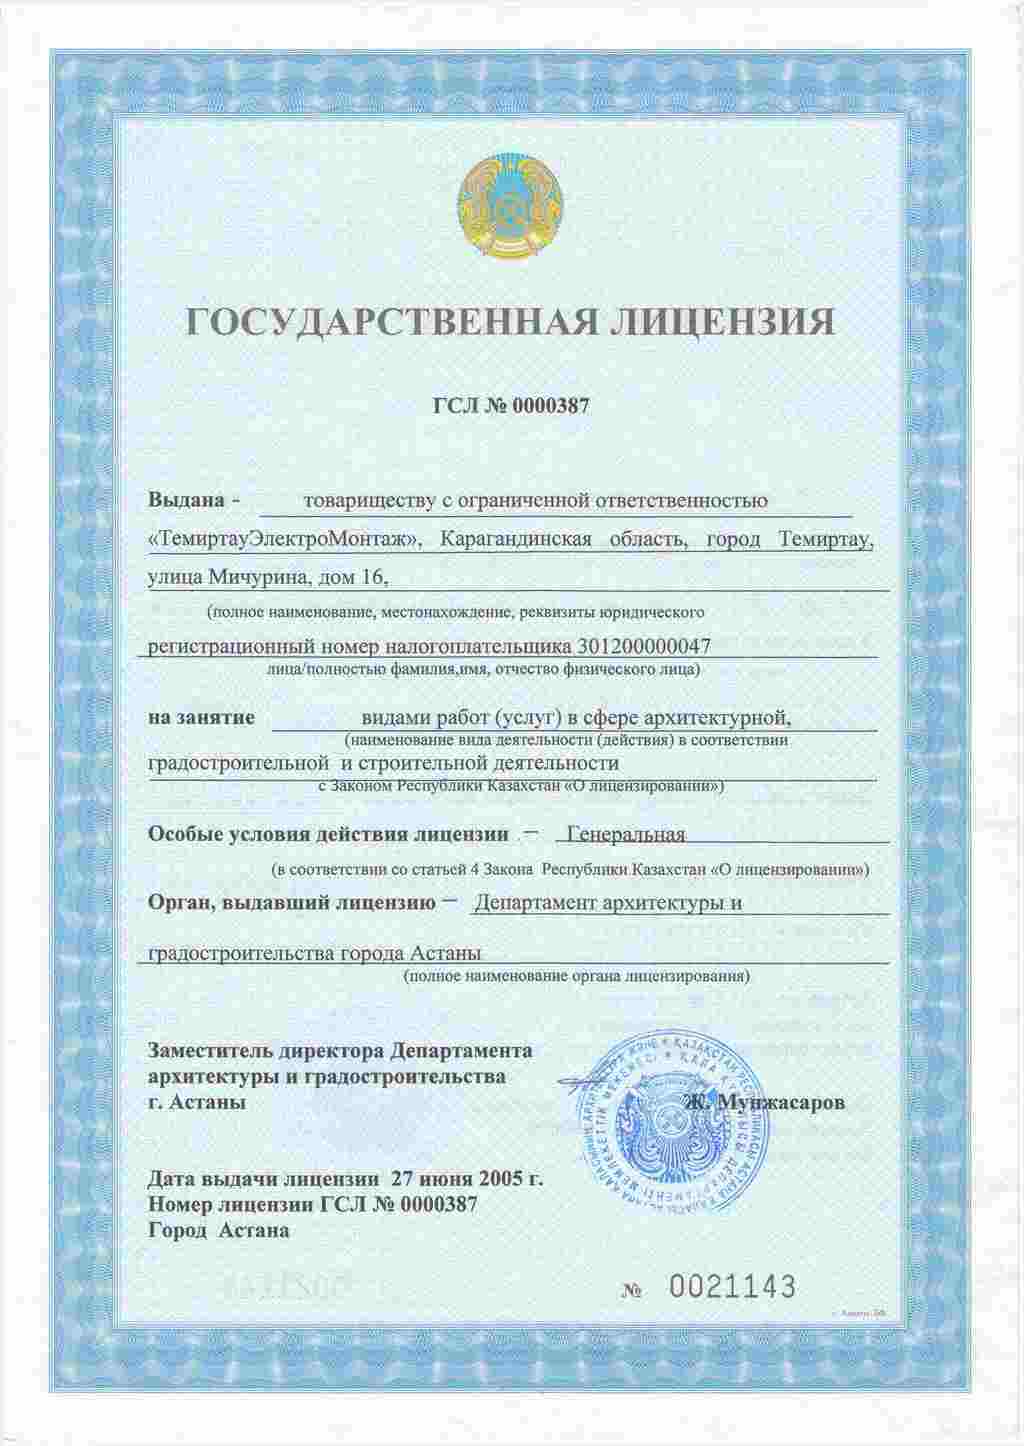 ГОСУДАРСТВЕННАЯ ЛИЦЕНЗИЯ
ГСЛ № 0000387
Выдана - товариществу с ограниченной ответственностью
«ТемиртауЭлектроМонтаж», Карагандинская область, город Темиртау,
улица Мичурина, дом 16,
(полное наименование, местонахождение, реквизиты юридического
регистрационный номер налогоплательщика 301200000047
лица/полностью фамилия,имя, отчество физического лица)
на занятие видами работ (услуг) в сфере архитектурной,
(наименование вида деятельности (действия) в соответствии
градостроительной и строительной деятельности
с Законом Республики Казахстан «О лицензировании»)
Особые условия действия лицензии – Генеральная
(в соответствии со статьей 4 Закона Республики Казахстан «О лицензировании»)
Орган, выдавший лицензию – Департамент архитектуры и
градостроительства города Астаны
(полное наименование органа лицензирования)
Заместитель директора Департамента
архитектуры и градостроительства
г. Астаны Ж. Мунжасаров
Дата выдачи лицензии 27 июня 2005 г.
Номер лицензии ГСЛ № 0000387
Город Астана
№ 0021143